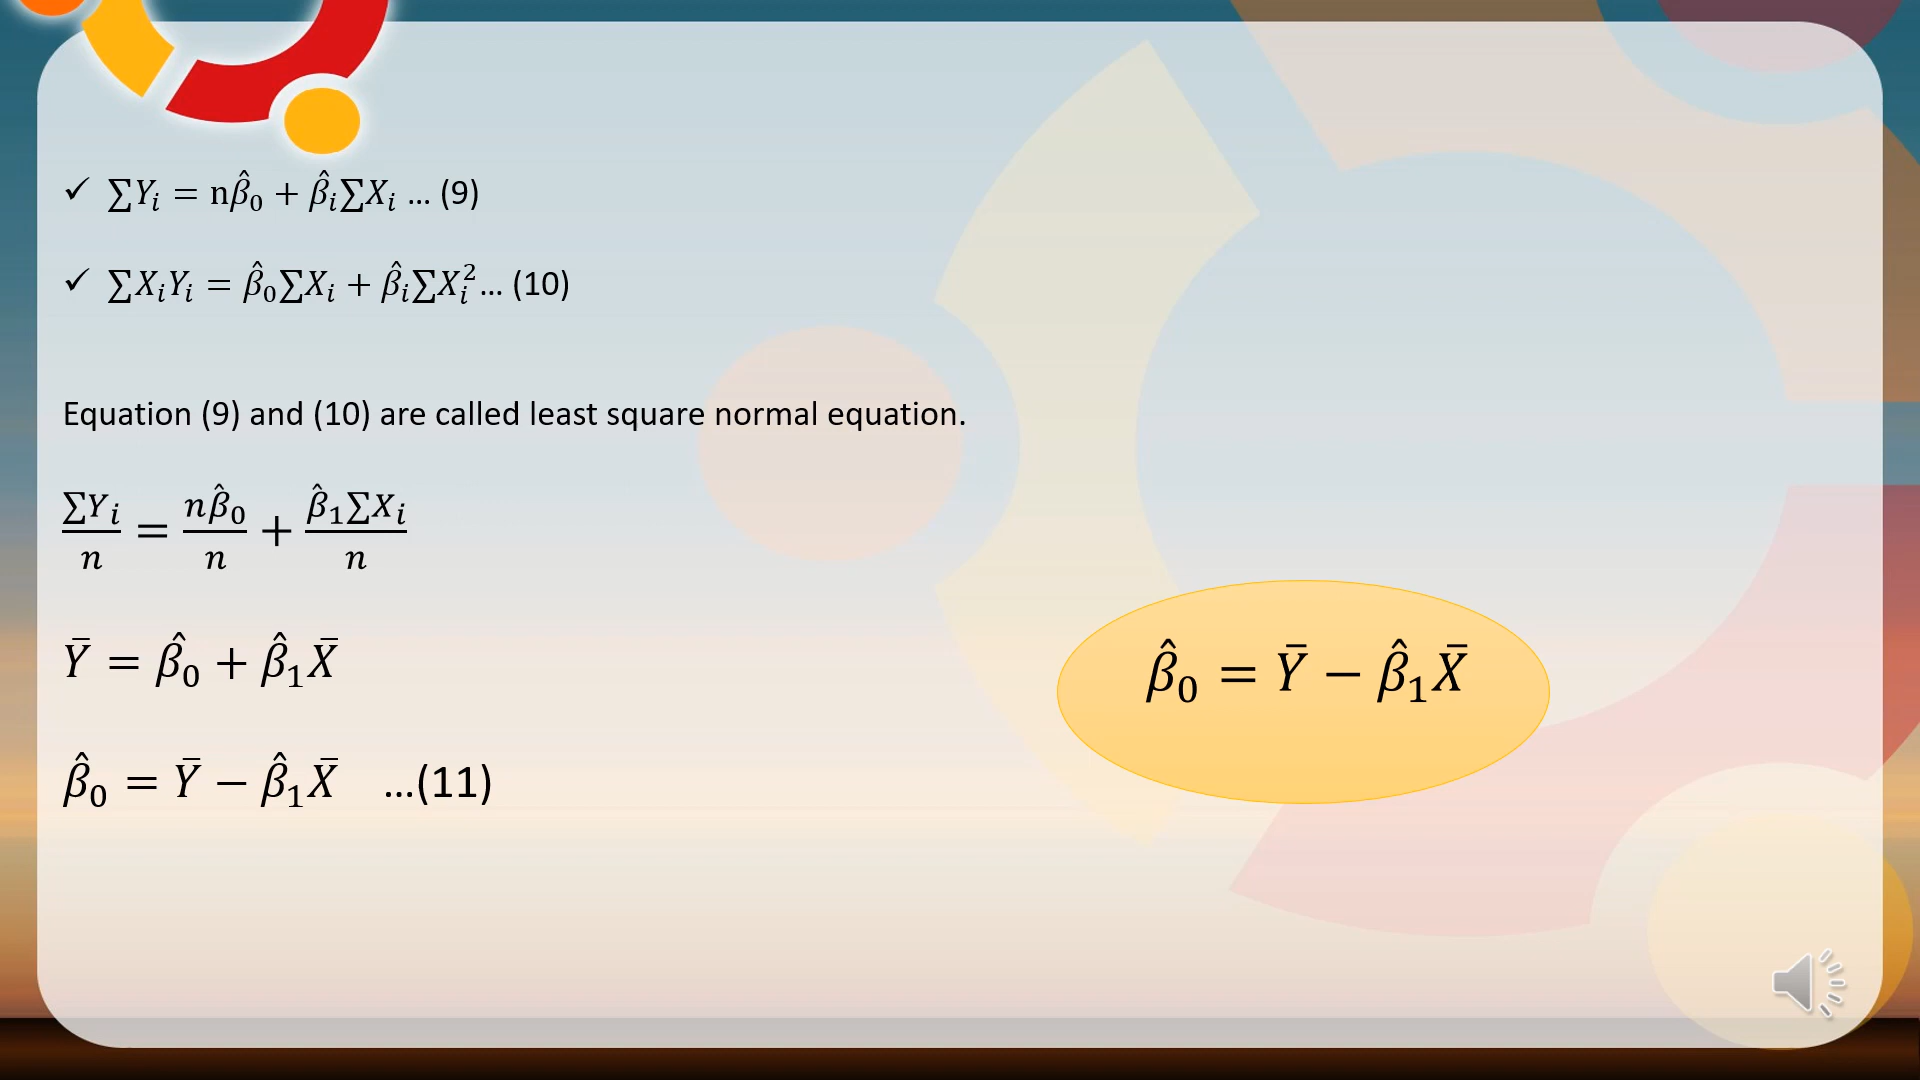 ✓ ∑Yᵢ = nβ̂₀ + β̂ᵢ∑Xᵢ … (9)
✓ ∑XᵢYᵢ = β̂₀∑Xᵢ + β̂ᵢ∑Xᵢ²… (10)
Equation (9) and (10) are called least square normal equation.
∑Yᵢ/n = nβ̂₀/n + β̂₁∑Xᵢ/n
Ȳ = β̂₀ + β̂₁X̄
β̂₀ = Ȳ − β̂₁X̄ …(11)
β̂₀ = Ȳ − β̂₁X̄